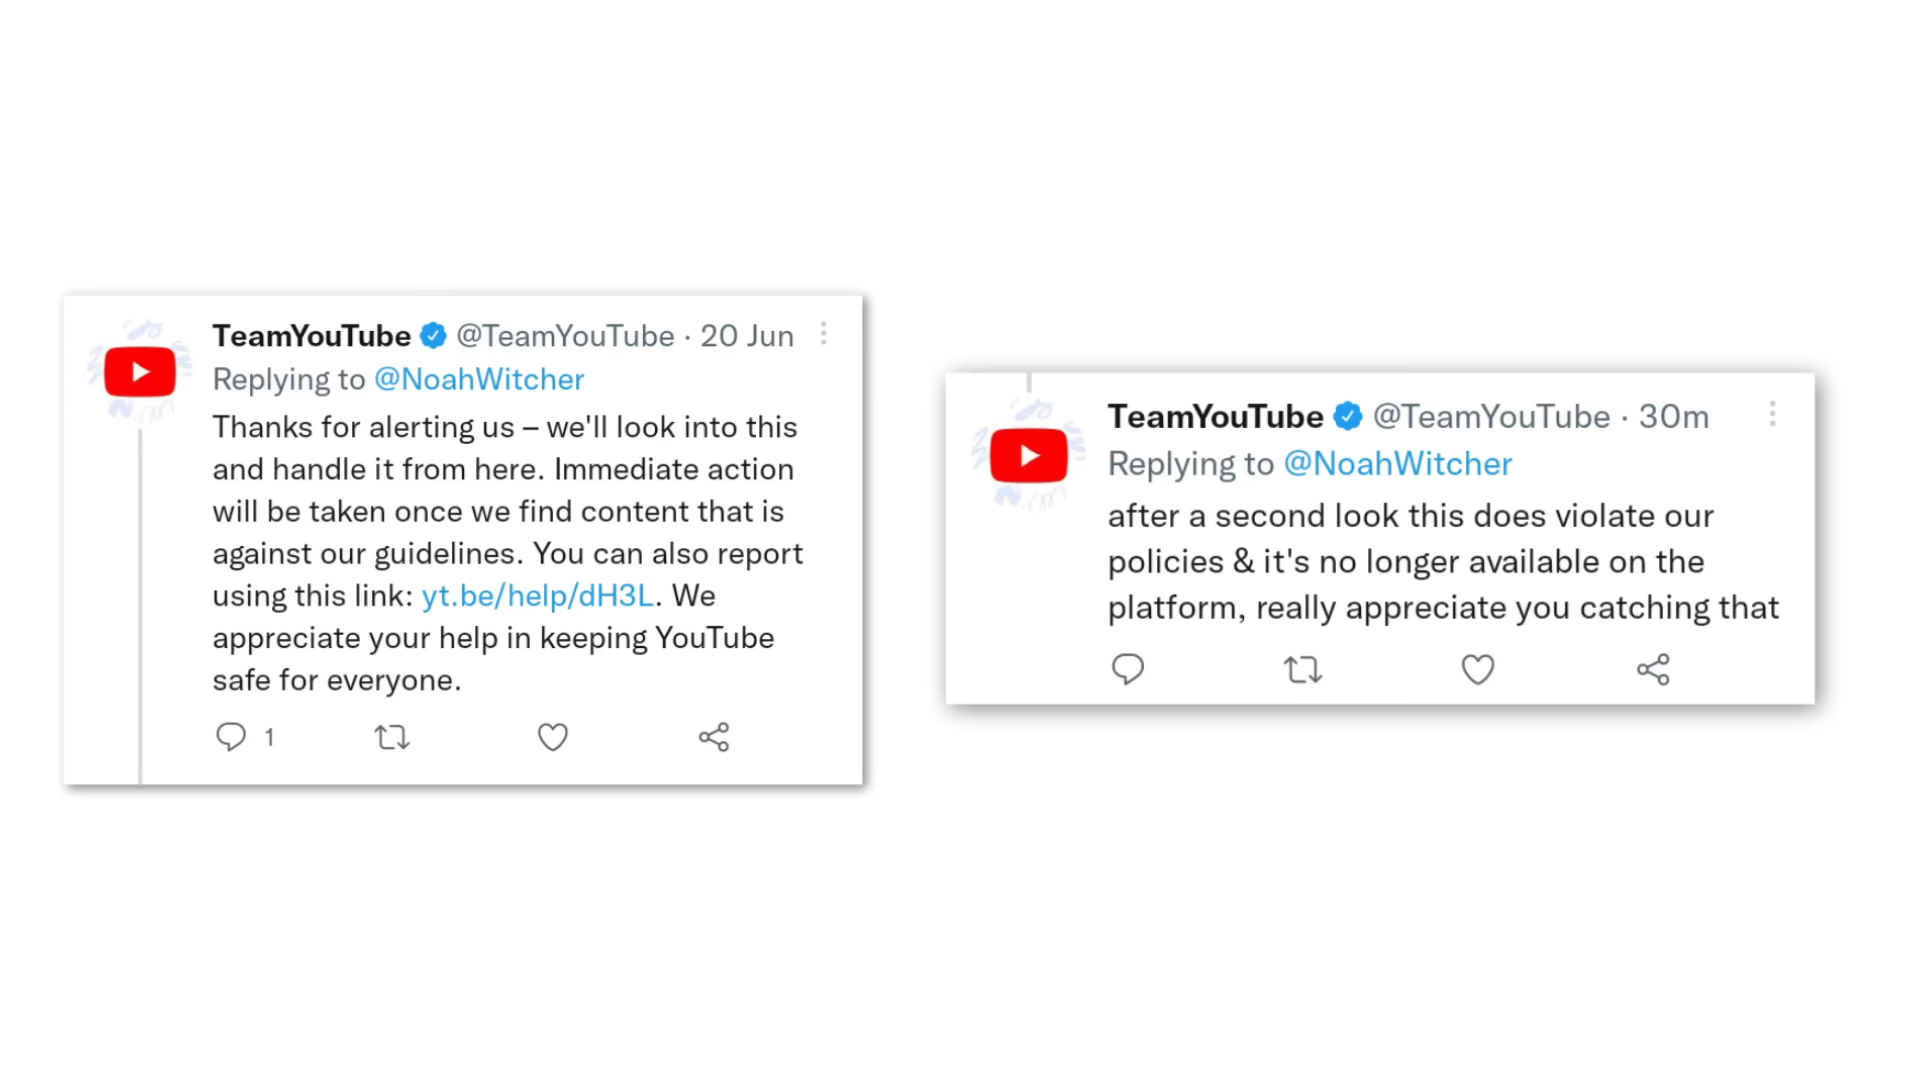 TeamYouTube @TeamYouTube · 20 Jun
Replying to @NoahWitcher
Thanks for alerting us – we'll look into this
and handle it from here. Immediate action
will be taken once we find content that is
against our guidelines. You can also report
using this link: yt.be/help/dH3L. We
appreciate your help in keeping YouTube
safe for everyone.
1
TeamYouTube @TeamYouTube · 30m
Replying to @NoahWitcher
after a second look this does violate our
policies & it's no longer available on the
platform, really appreciate you catching that